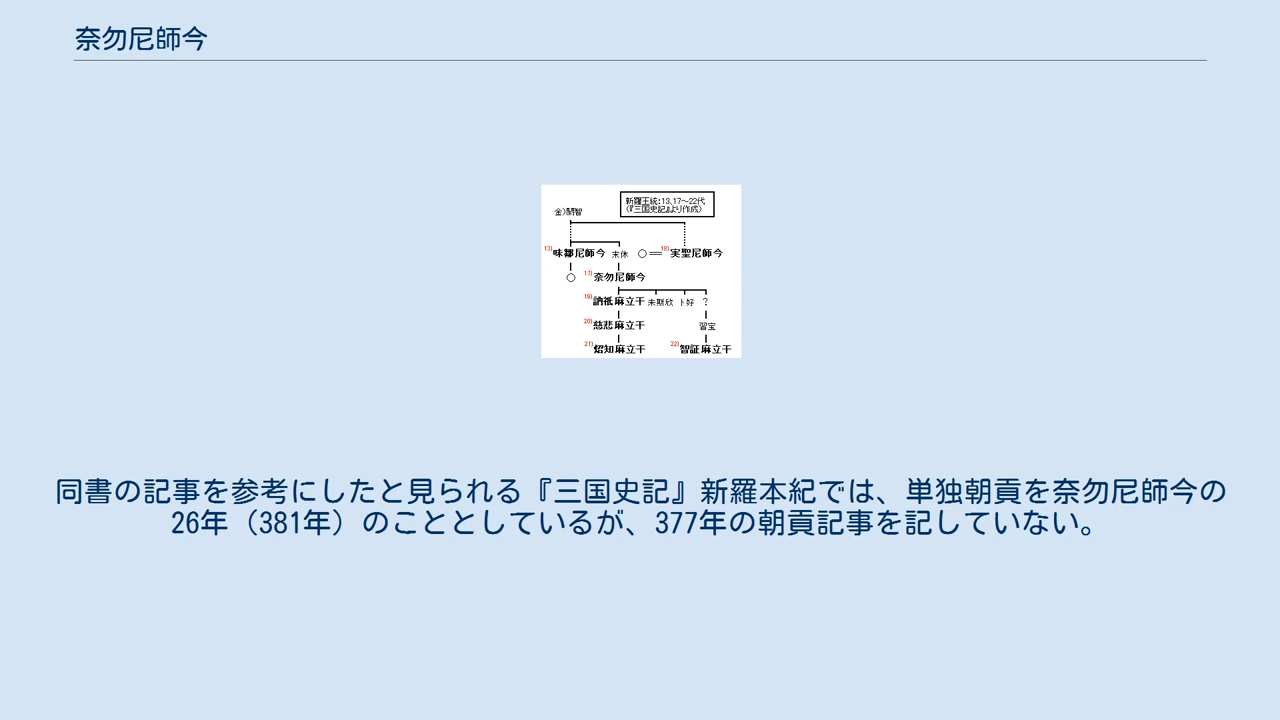 奈勿尼師今
新羅王統:13,17～22代
(『三国史記』より作成)
金)閼智
13)味鄒尼師今 末休 ○ 18)実聖尼師今
○ 17)奈勿尼師今
19)訥祇麻立干 未斯欣 卜好 ?
20)慈悲麻立干 習宝
21)炤知麻立干 22)智証麻立干
同書の記事を参考にしたと見られる『三国史記』新羅本紀では、単独朝貢を奈勿尼師今の
26年（381年）のこととしているが、377年の朝貢記事を記していない。